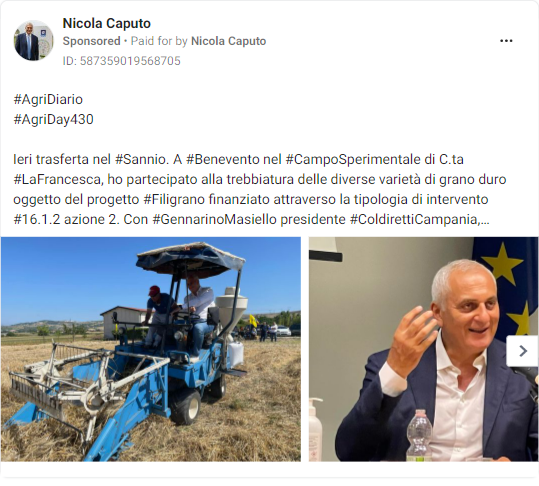 Nicola Caputo
Sponsored • Paid for by Nicola Caputo
ID: 587359019568705
#AgriDiario
#AgriDay430
Ieri trasferta nel #Sannio. A #Benevento nel #CampoSperimentale di C.ta
#LaFrancesca, ho partecipato alla trebbiatura delle diverse varietà di grano duro
oggetto del progetto #Filigrano finanziato attraverso la tipologia di intervento
#16.1.2 azione 2. Con #GennarinoMasiello presidente #ColdirettiCampania,...